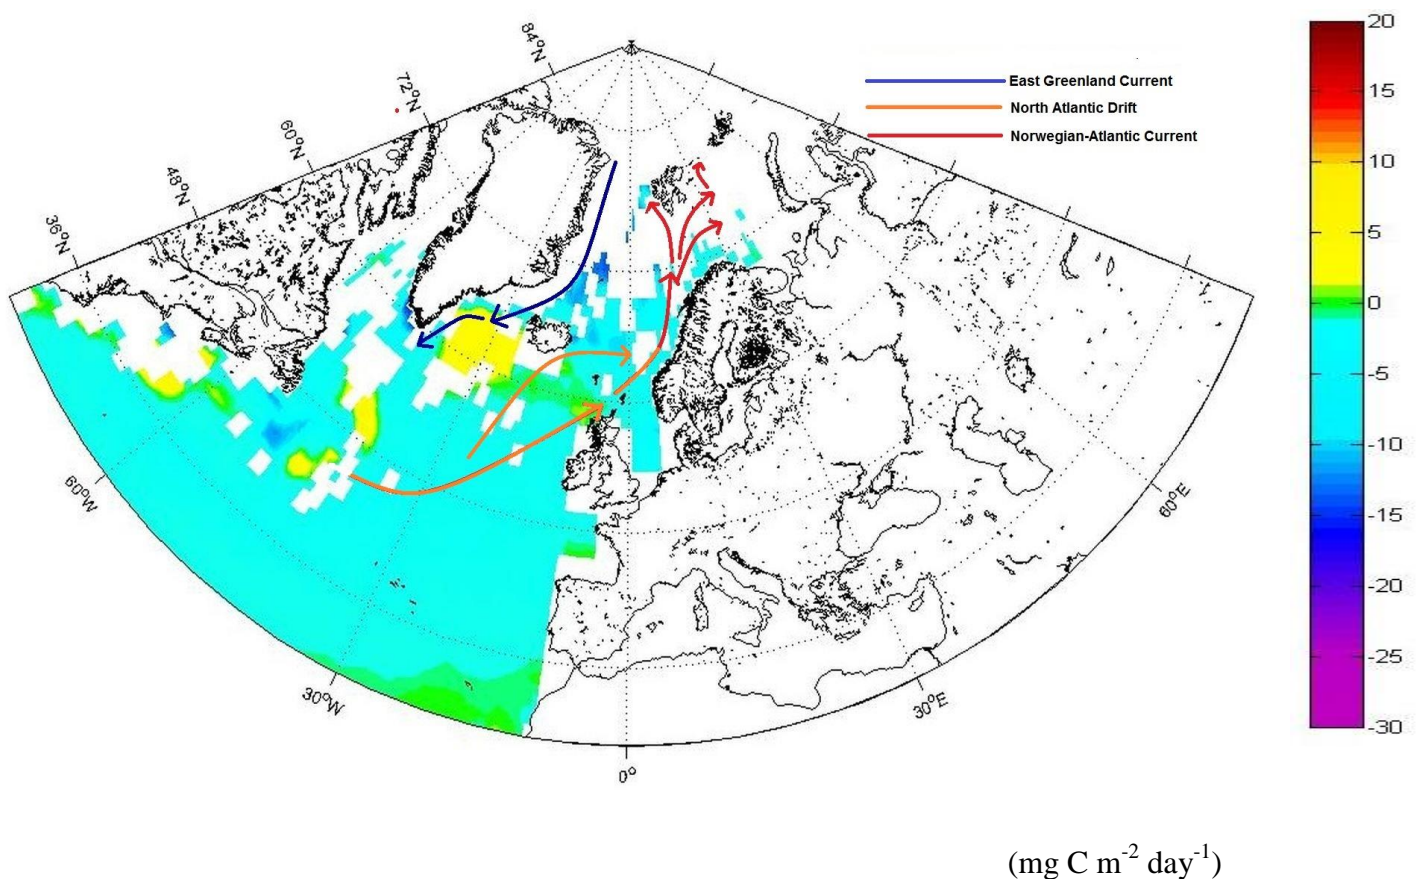 84°N
72°N
60°N
48°N
36°N
60°W
30°W
0°
30°E
60°E
East Greenland Current
North Atlantic Drift
Norwegian-Atlantic Current
20
15
10
5
0
-5
-10
-15
-20
-25
-30
(mg C m-2 day-1)